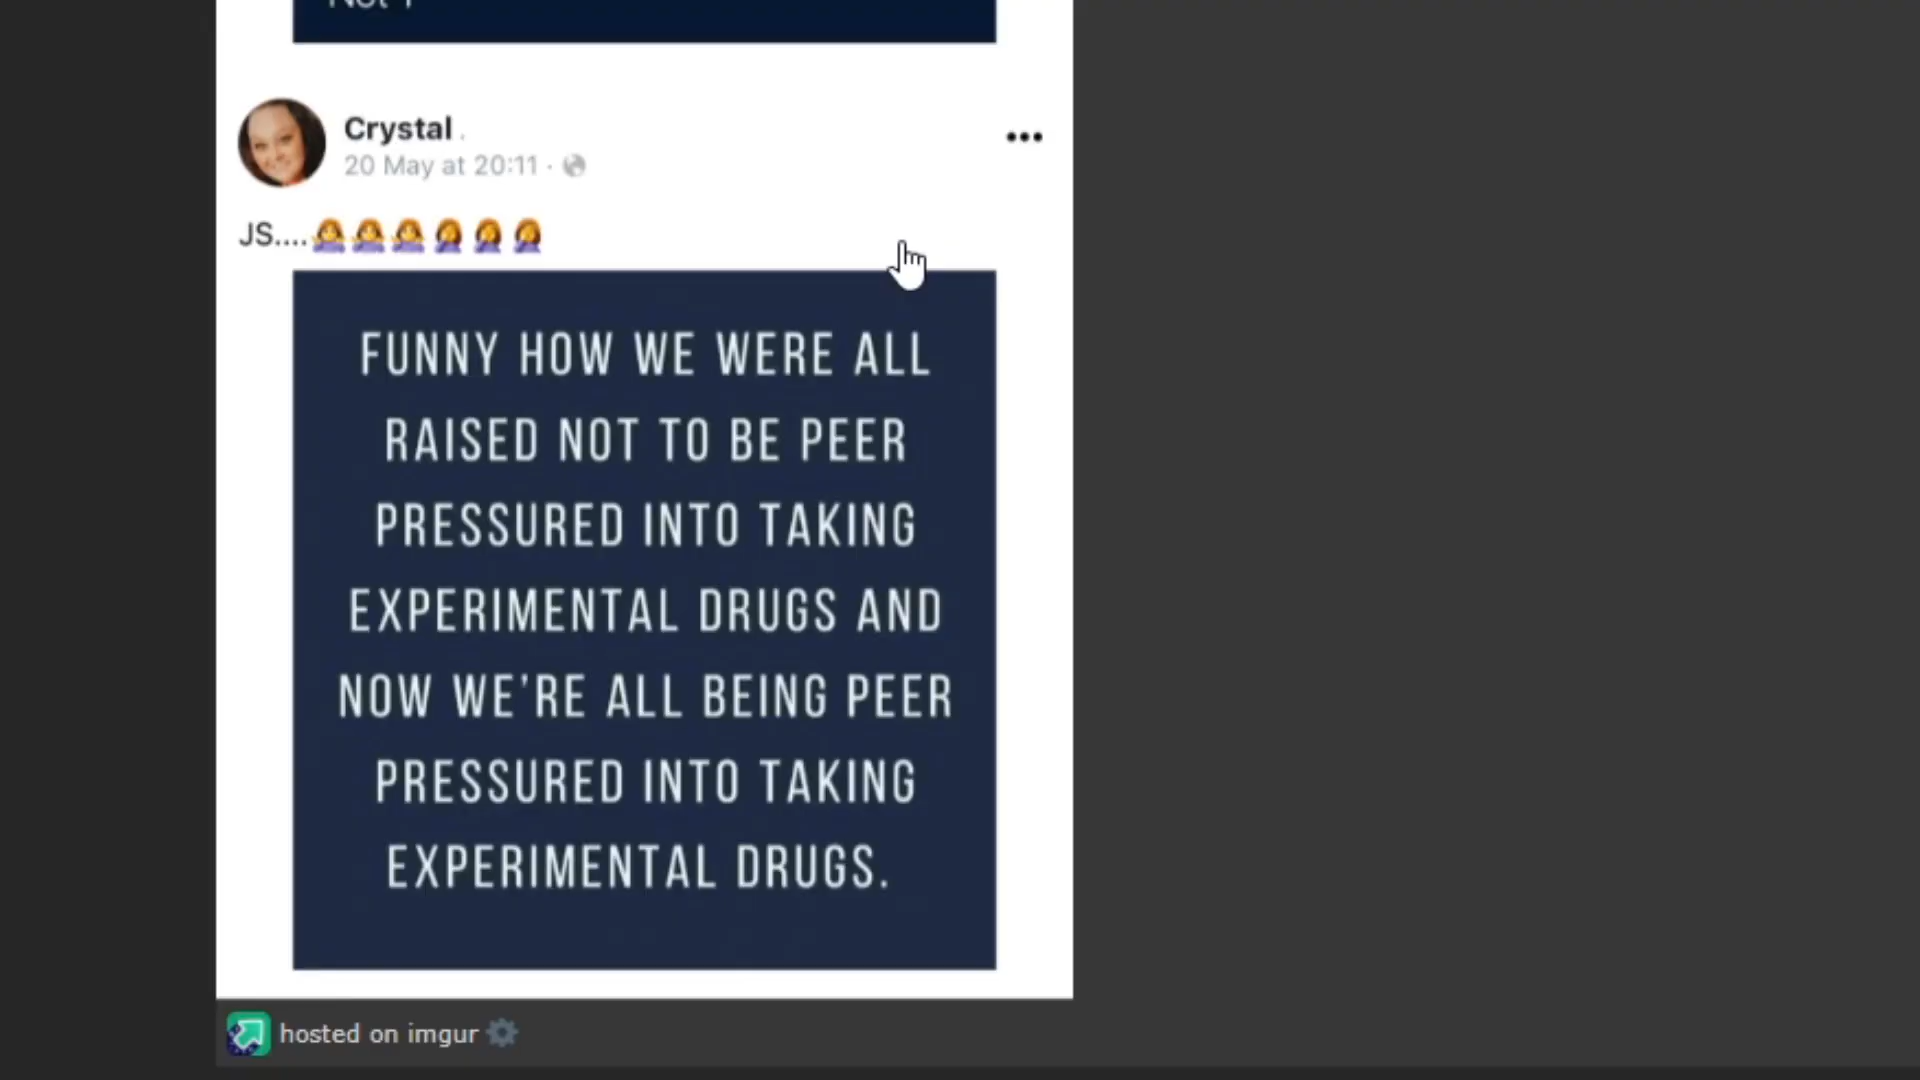 Not I
Crystal .
20 May at 20:11 ·
JS....🙅‍♀️🙅‍♀️🙅‍♀️🤦‍♀️🤦‍♀️🤦‍♀️
FUNNY HOW WE WERE ALL
RAISED NOT TO BE PEER
PRESSURED INTO TAKING
EXPERIMENTAL DRUGS AND
NOW WE'RE ALL BEING PEER
PRESSURED INTO TAKING
EXPERIMENTAL DRUGS.
hosted on imgur